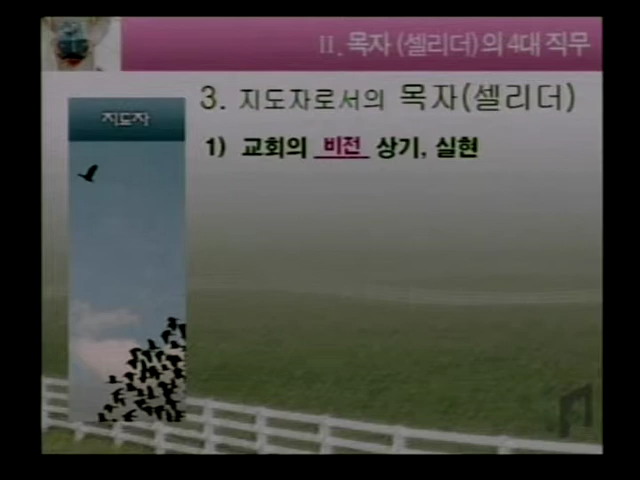 II. 목자 (셀리더)의 4대 직무
3. 지도자로서의 목자(셀리더)
지도자
1) 교회의 비전 상기, 실현